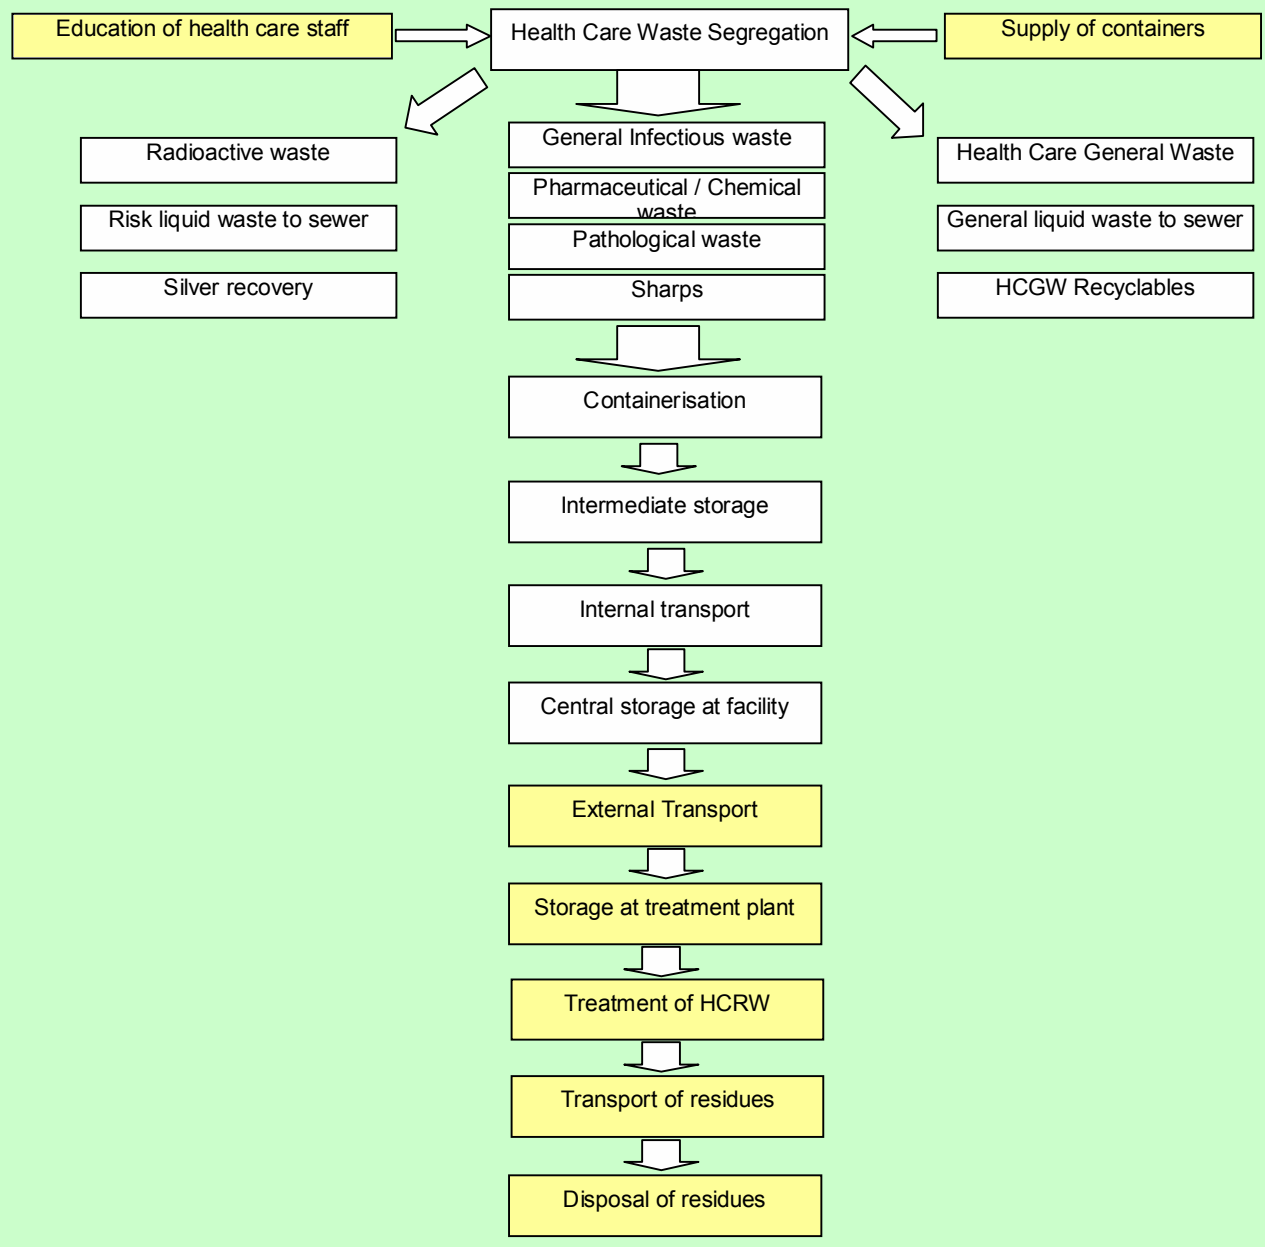 Education of health care staff
Health Care Waste Segregation
Supply of containers
Radioactive waste
Risk liquid waste to sewer
Silver recovery
General Infectious waste
Pharmaceutical / Chemical
waste
Pathological waste
Sharps
Health Care General Waste
General liquid waste to sewer
HCGW Recyclables
Containerisation
Intermediate storage
Internal transport
Central storage at facility
External Transport
Storage at treatment plant
Treatment of HCRW
Transport of residues
Disposal of residues